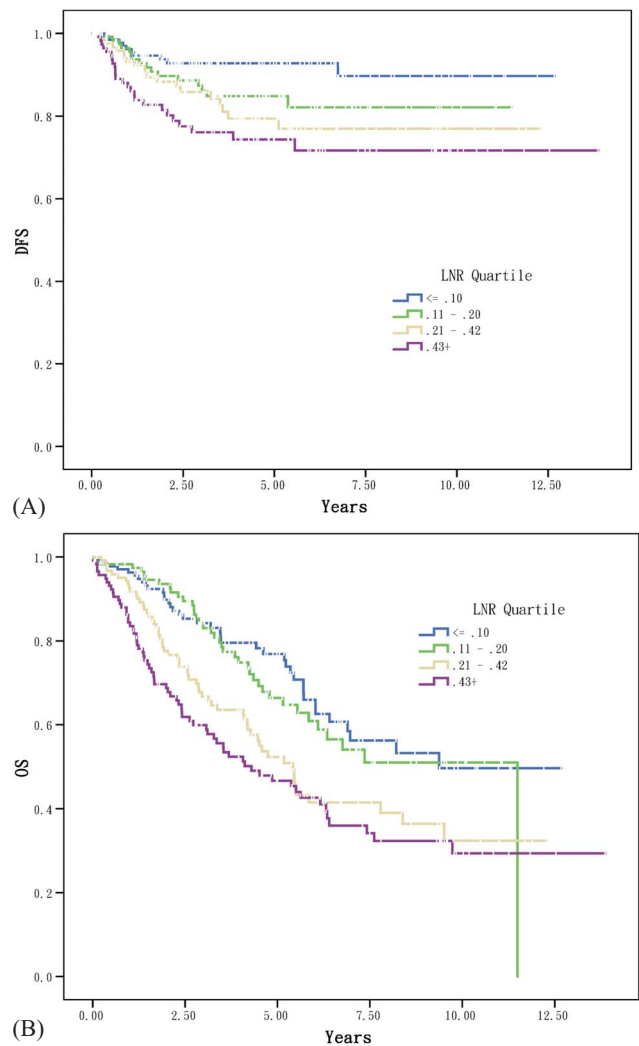 1.0
0.8
0.6
0.4
0.2
0.0
DFS
LNR Quartile
<= .10
.11 - .20
.21 - .42
.43+
0.00 2.50 5.00 7.50 10.00 12.50
Years
(A)
1.0
0.8
0.6
0.4
0.2
0.0
OS
LNR Quartile
<= .10
.11 - .20
.21 - .42
.43+
0.00 2.50 5.00 7.50 10.00 12.50
Years
(B)